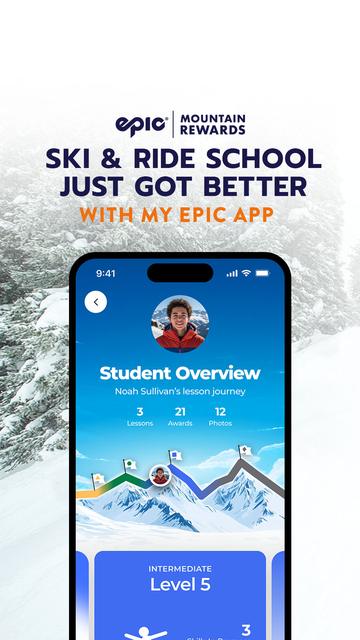 epic
MOUNTAIN
REWARDS
SKI & RIDE SCHOOL
JUST GOT BETTER
WITH MY EPIC APP
9:41
Student Overview
Noah Sullivan's lesson journey
3 21 12
Lessons Awards Photos
INTERMEDIATE
Level 5
3